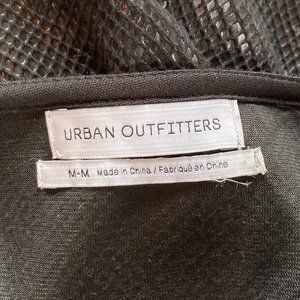 URBAN OUTFITTERS
M-M Made in China / Fabriqué en Chine